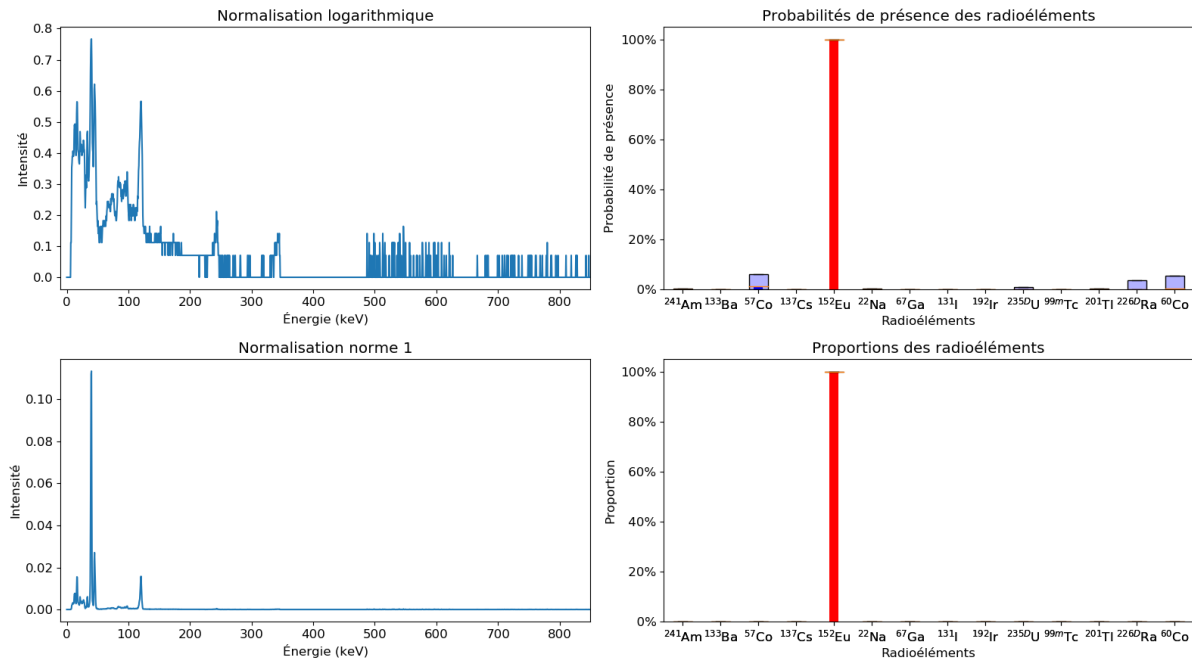 Normalisation logarithmique
0.8
0.7
0.6
0.5
0.4
0.3
0.2
0.1
0.0
Intensité
0 100 200 300 400 500 600 700 800
Énergie (keV)
Probabilités de présence des radioéléments
100%
80%
60%
40%
20%
0%
Probabilité de présence
²⁴¹Am ¹³³Ba ⁵⁷Co ¹³⁷Cs ¹⁵²Eu ²²Na ⁶⁷Ga ¹³¹I ¹⁹²Ir ²³⁵ᴰU ⁹⁹ᵐTc ²⁰¹Tl ²²⁶ᴰRa ⁶⁰Co
Radioéléments
Normalisation norme 1
0.10
0.08
0.06
0.04
0.02
0.00
Intensité
0 100 200 300 400 500 600 700 800
Énergie (keV)
Proportions des radioéléments
100%
80%
60%
40%
20%
0%
Proportion
²⁴¹Am ¹³³Ba ⁵⁷Co ¹³⁷Cs ¹⁵²Eu ²²Na ⁶⁷Ga ¹³¹I ¹⁹²Ir ²³⁵ᴰU ⁹⁹ᵐTc ²⁰¹Tl ²²⁶ᴰRa ⁶⁰Co
Radioéléments